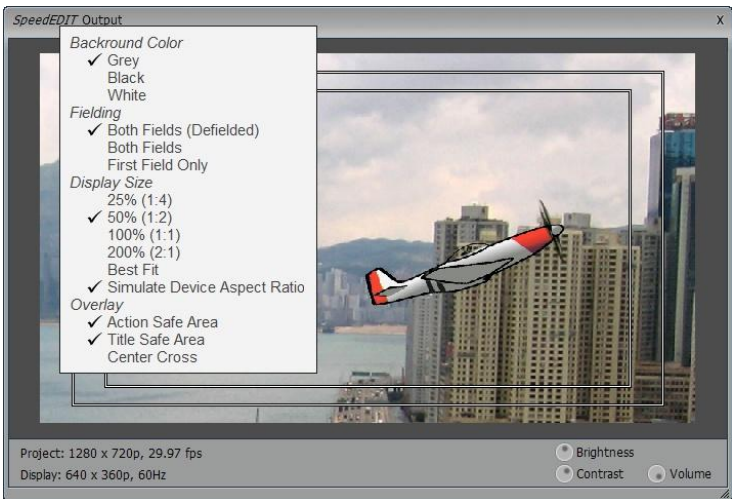 SpeedEDIT Output X
Backround Color
✓ Grey
Black
White
Fielding
✓ Both Fields (Defielded)
Both Fields
First Field Only
Display Size
25% (1:4)
✓ 50% (1:2)
100% (1:1)
200% (2:1)
Best Fit
✓ Simulate Device Aspect Ratio
Overlay
✓ Action Safe Area
✓ Title Safe Area
Center Cross
Project: 1280 x 720p, 29.97 fps
Brightness
Display: 640 x 360p, 60Hz
Contrast Volume